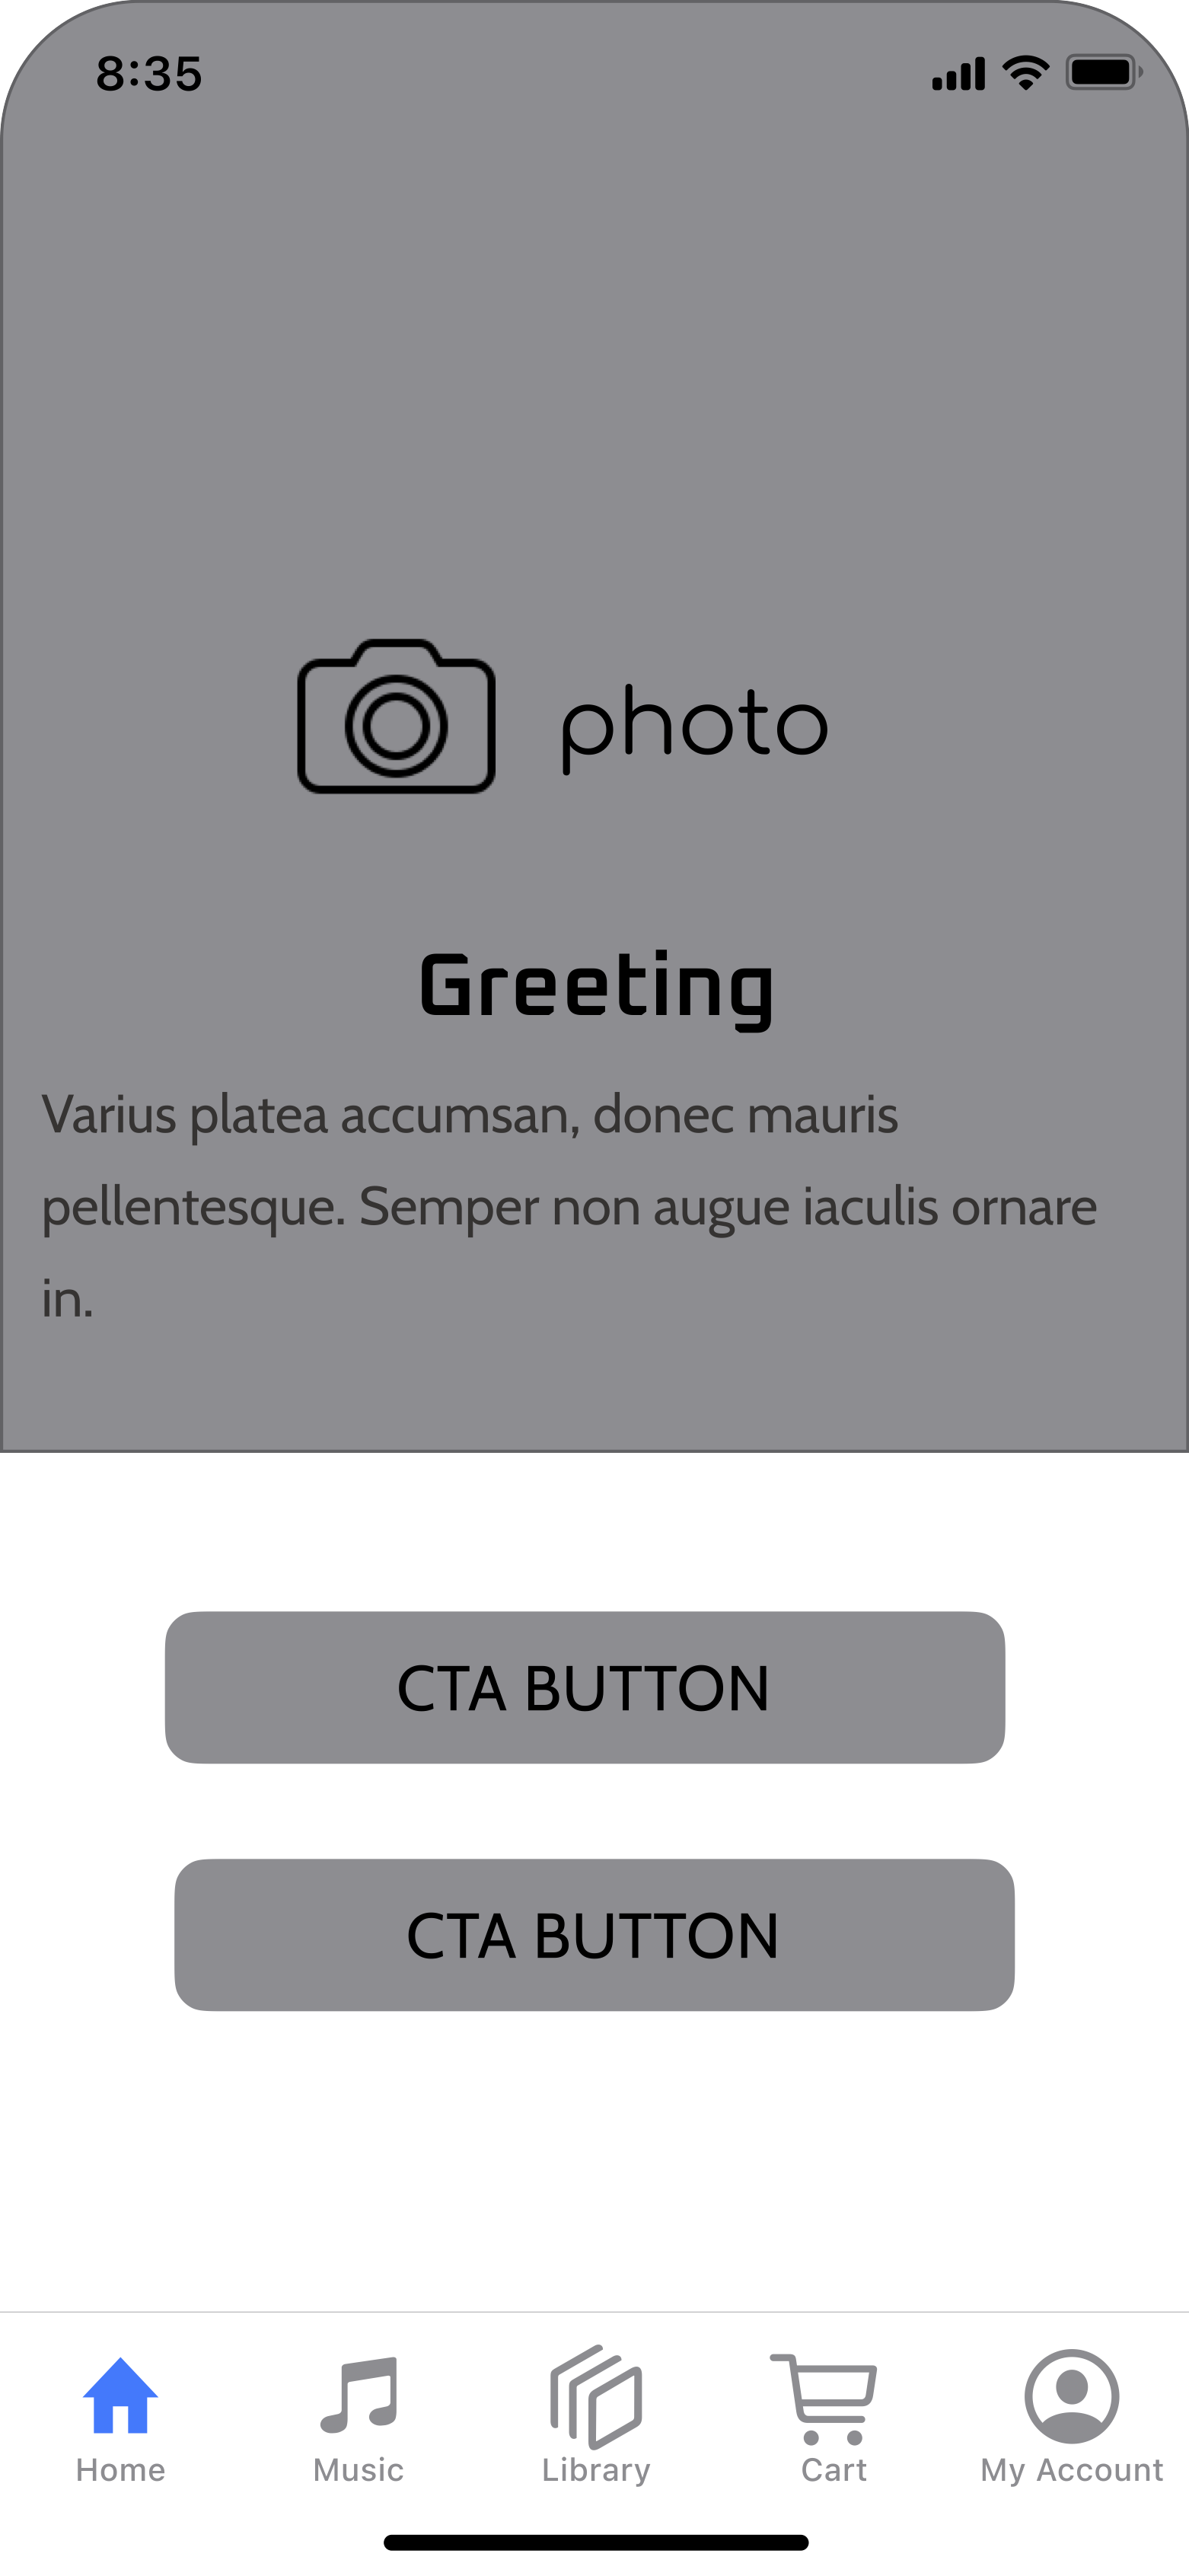 8:35
photo
Greeting
Varius platea accumsan, donec mauris
pellentesque. Semper non augue iaculis ornare
in.
CTA BUTTON
CTA BUTTON
Home Music Library Cart My Account